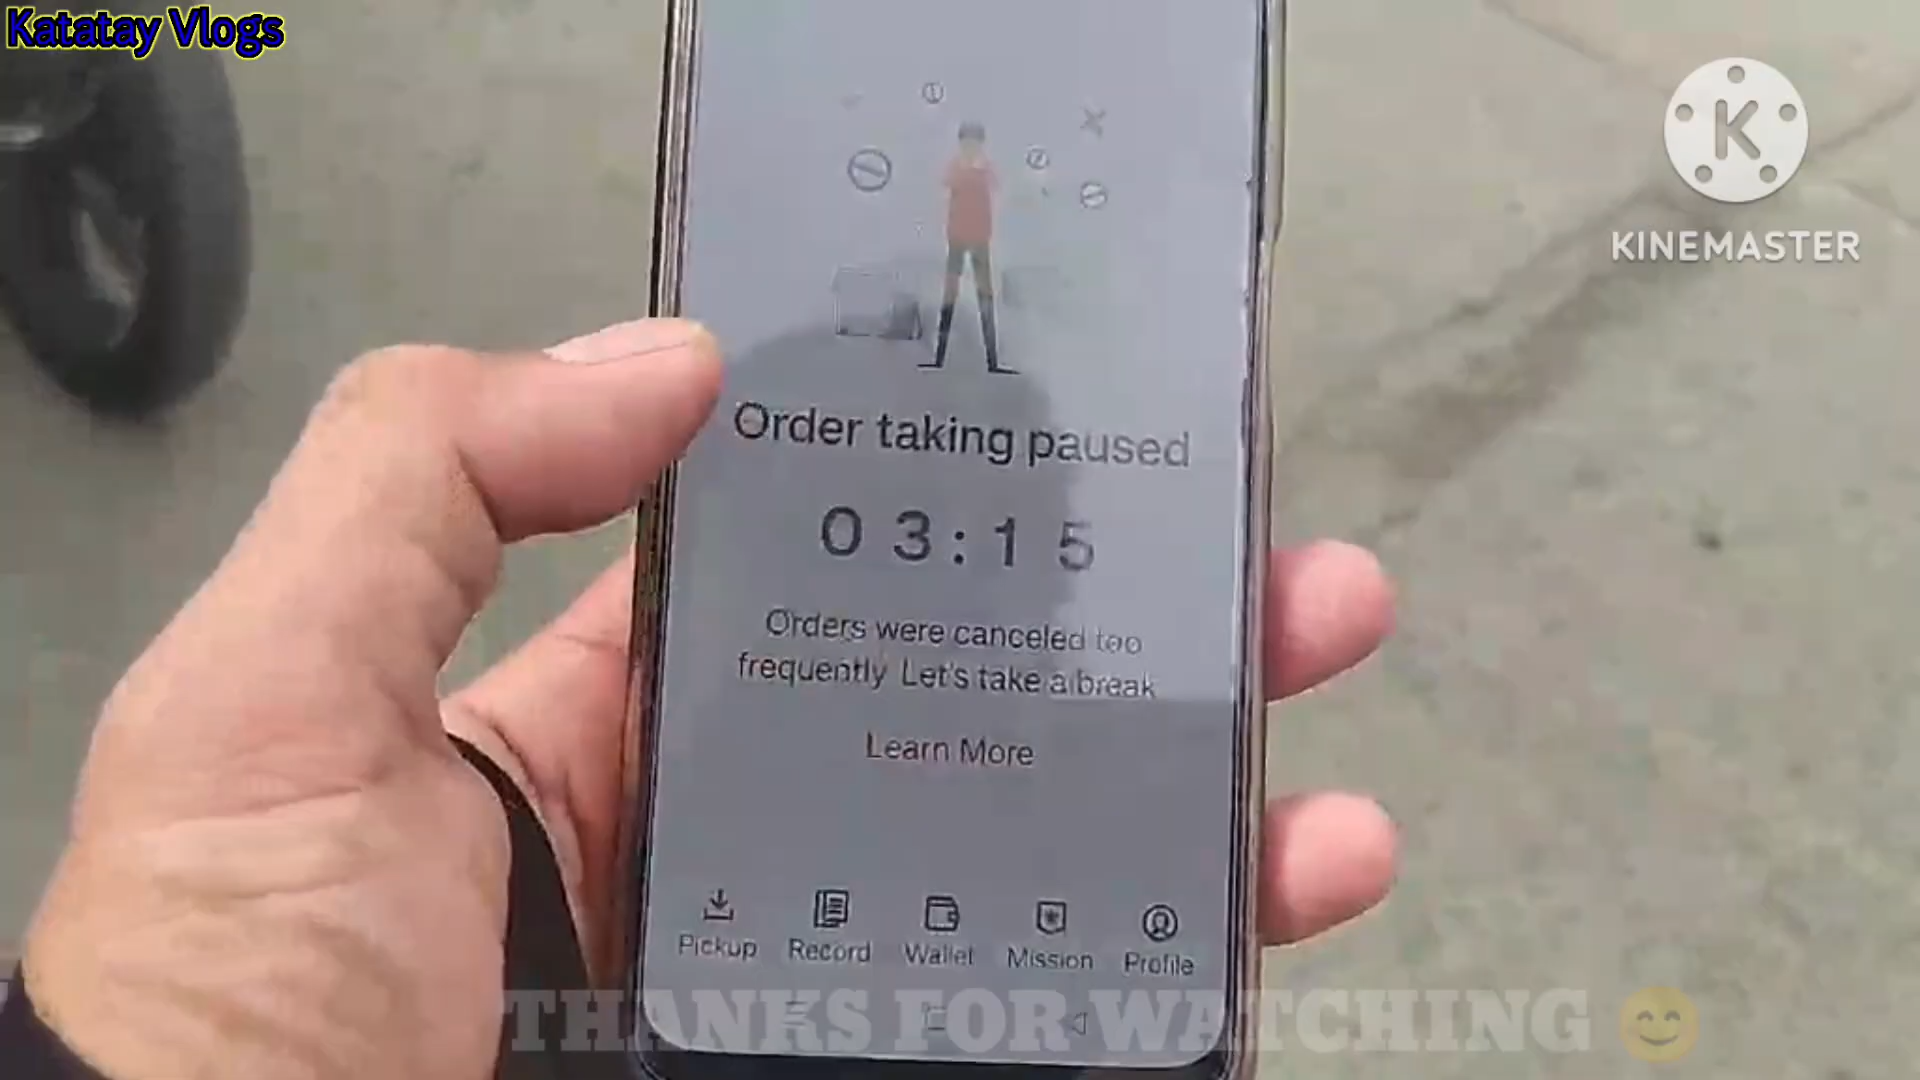 Katatay Vlogs
KINEMASTER
Order taking paused
03:15
Orders were canceled too
frequently. Let's take a break
Learn More
Pickup Record Wallet Mission Profile
THANKS FOR WATCHING 😊